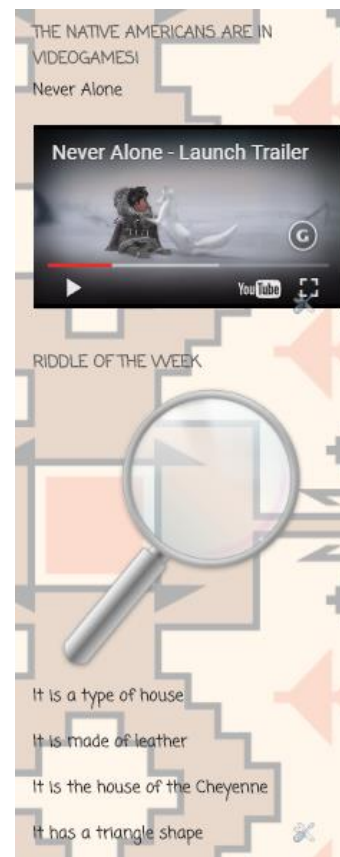 THE NATIVE AMERICANS ARE IN
VIDEOGAMES!
Never Alone
Never Alone - Launch Trailer
G
YouTube
RIDDLE OF THE WEEK
It is a type of house
It is made of leather
It is the house of the Cheyenne
It has a triangle shape